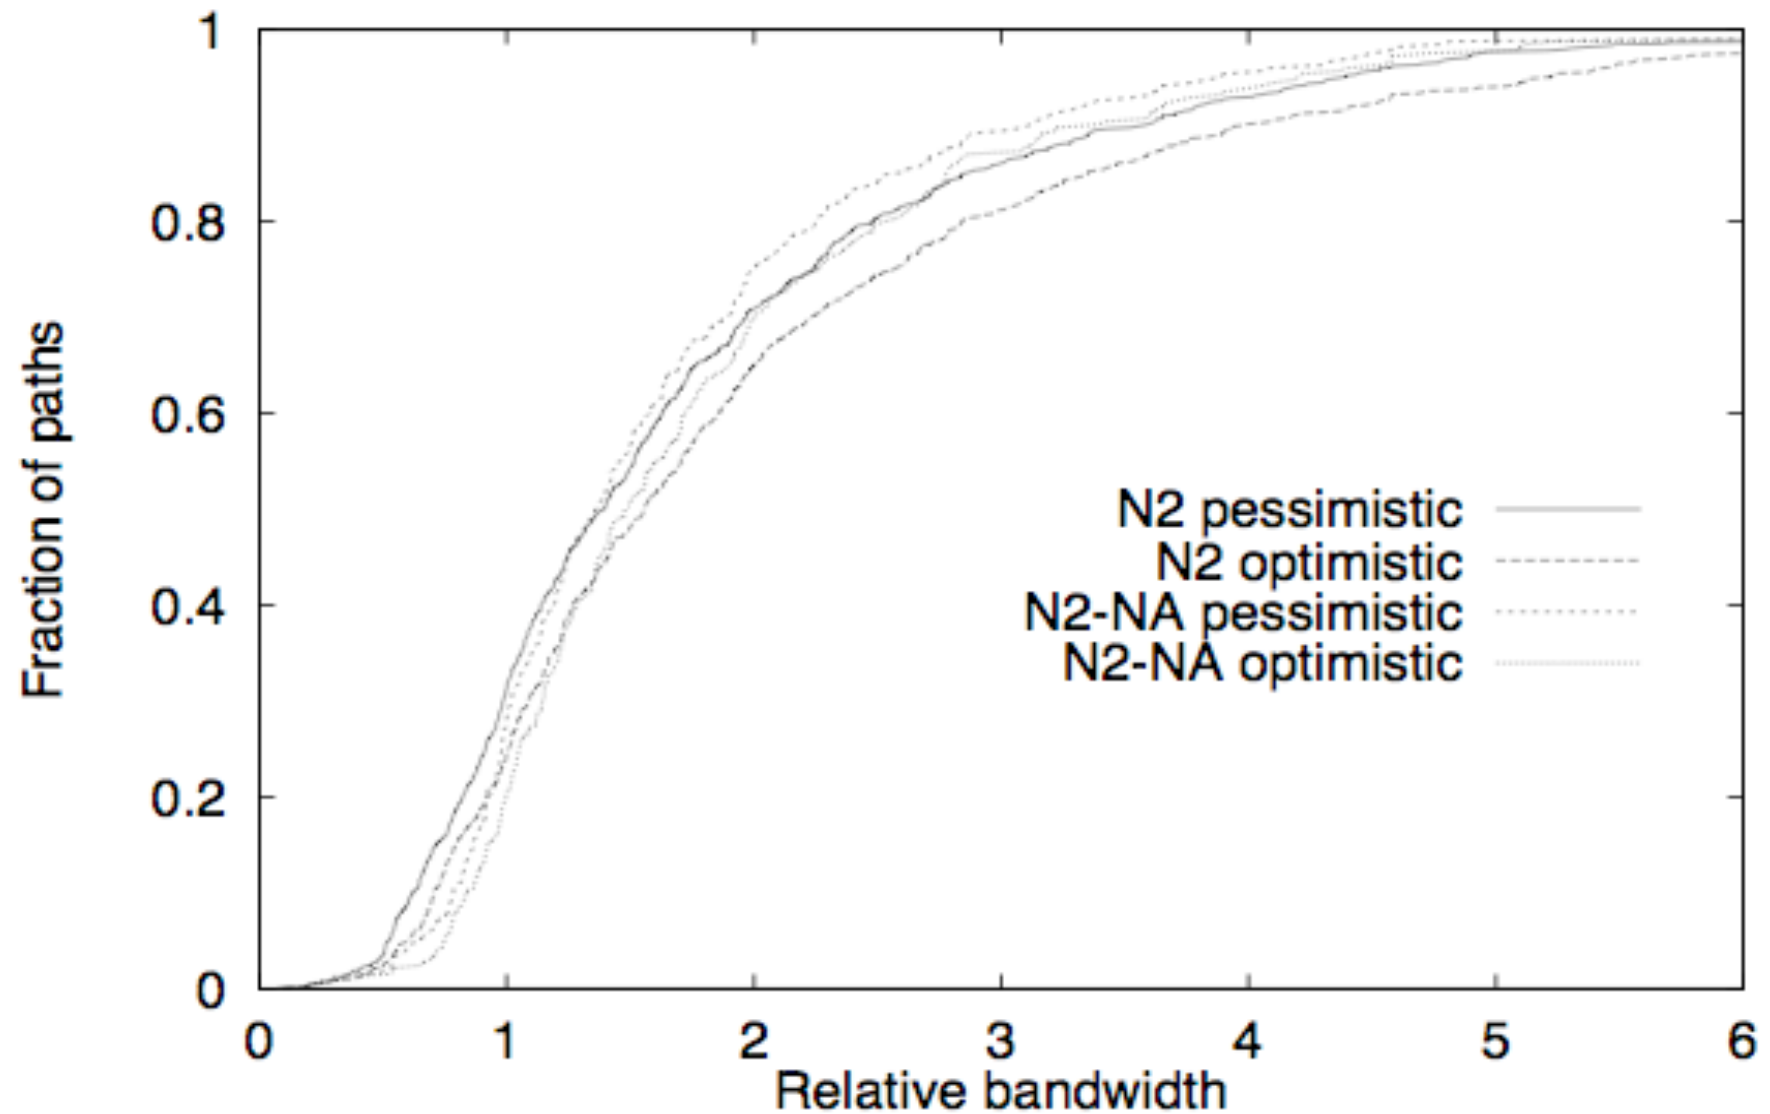 1
0.8
0.6
0.4
0.2
0
Fraction of paths
N2 pessimistic
N2 optimistic
N2-NA pessimistic
N2-NA optimistic
0 1 2 3 4 5 6
Relative bandwidth